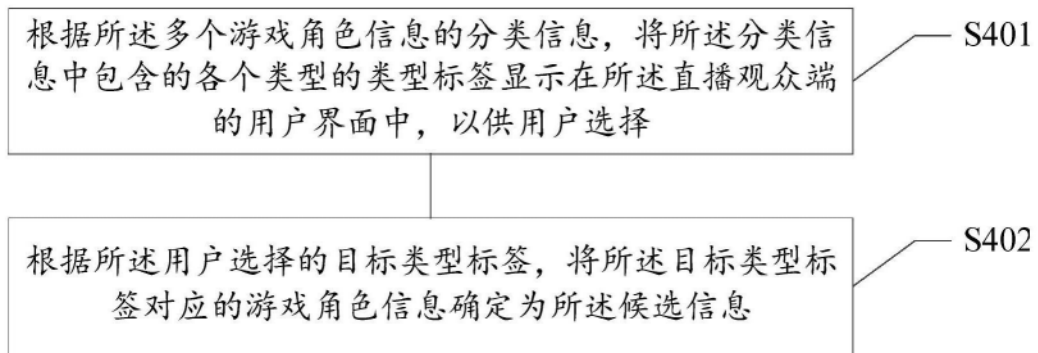 根据所述多个游戏角色信息的分类信息，将所述分类信
息中包含的各个类型的类型标签显示在所述直播观众端
的用户界面中，以供用户选择
S401
根据所述用户选择的目标类型标签，将所述目标类型标
签对应的游戏角色信息确定为所述候选信息
S402